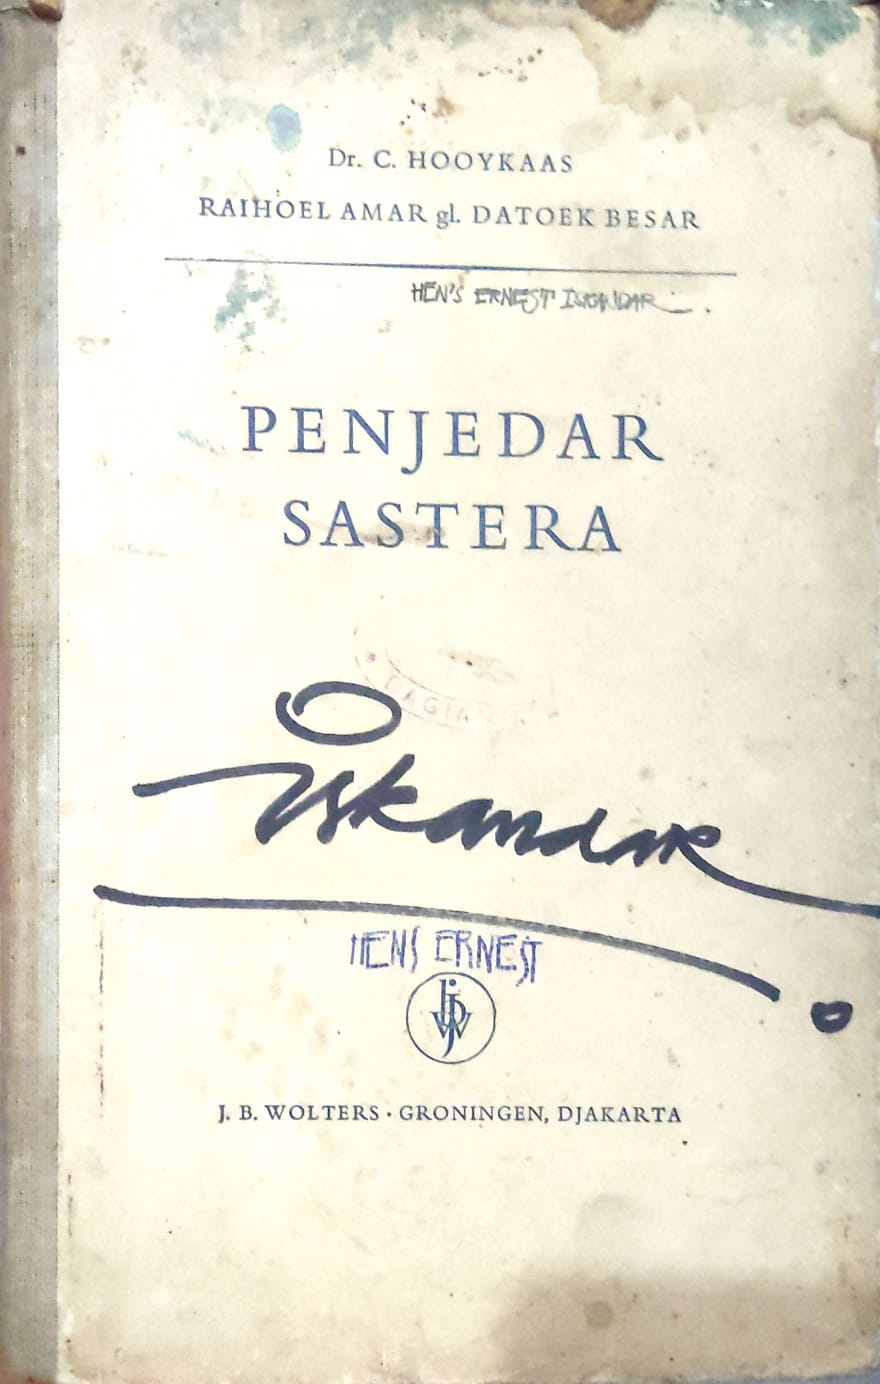 Dr. C. HOOYKAAS
RAIHOEL AMAR gl. DATOEK BESAR
HEN'S ERNEST ISKANDAR.
PENJEDAR
SASTERA
Iskandar
HENS ERNEST
J. B. WOLTERS · GRONINGEN, DJAKARTA